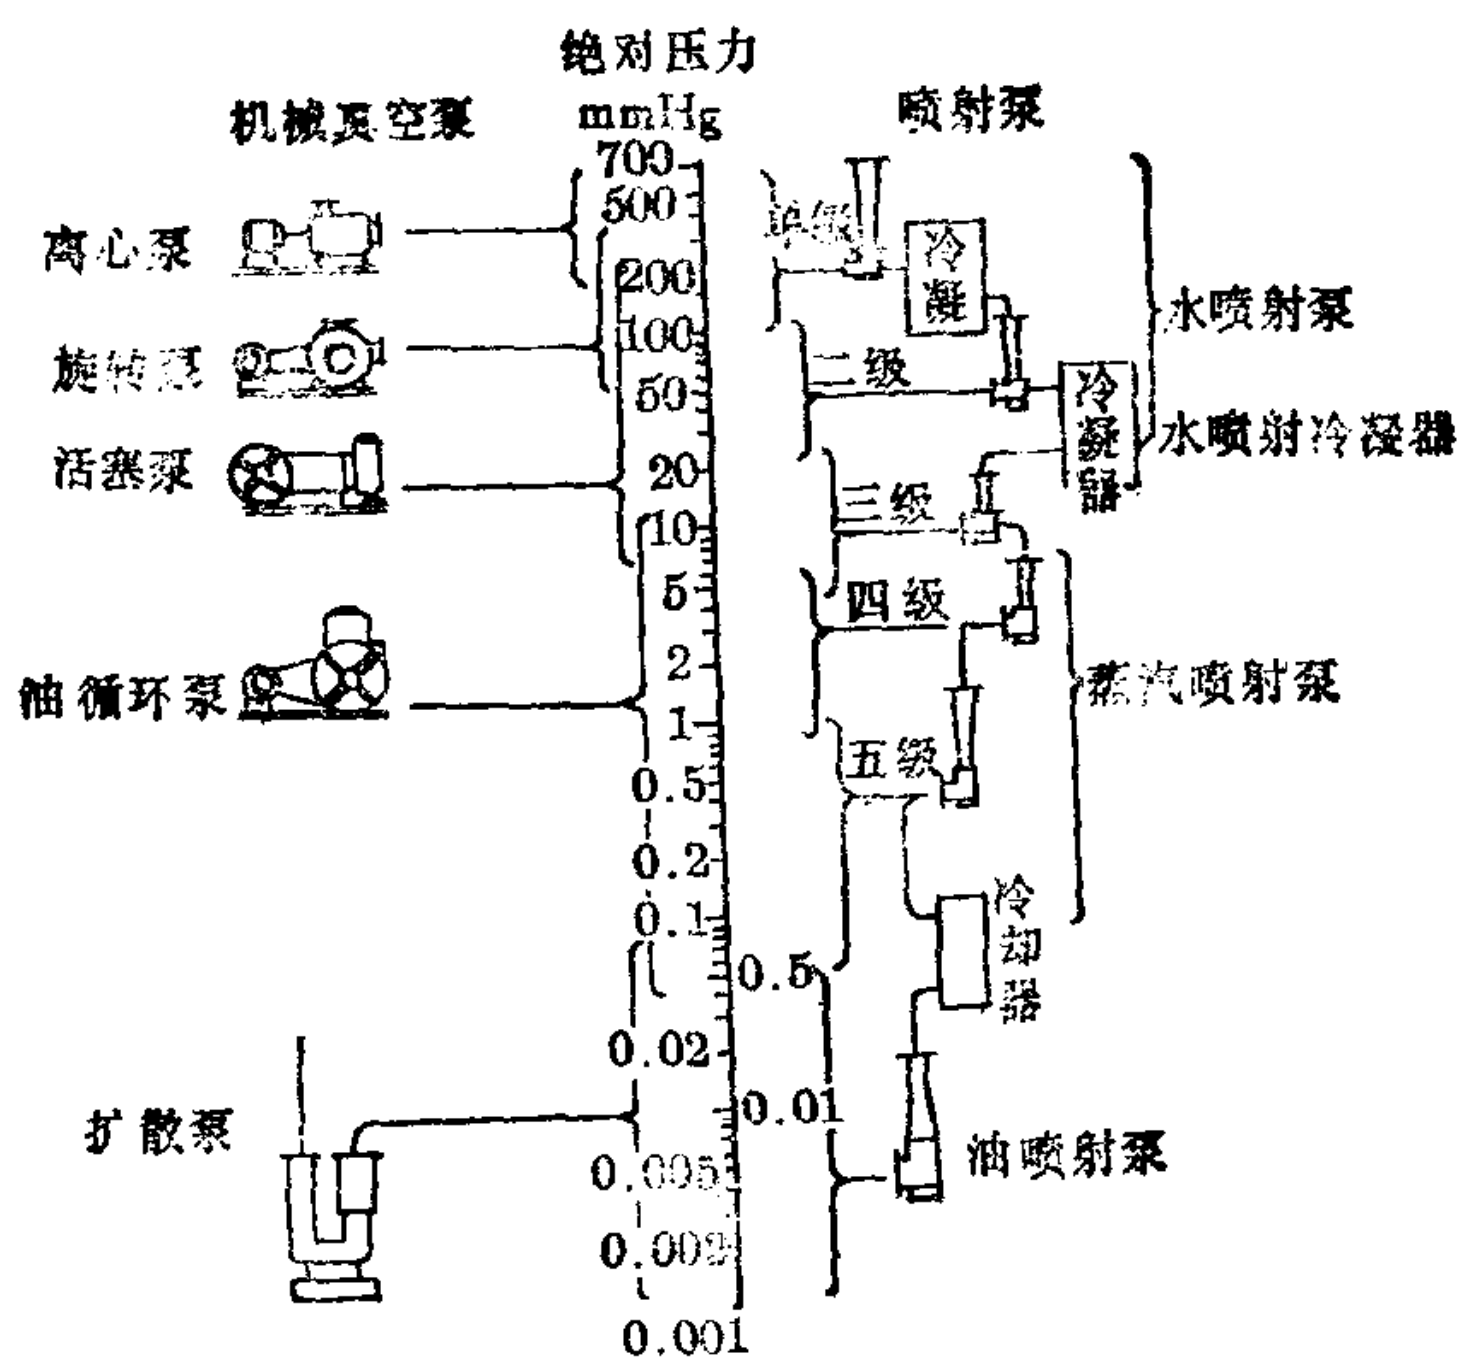 绝对压力
mmHg
机械真空泵
喷射泵
700
500
200
100
50
20
10
5
2
1
0.5
0.2
0.1
0.5
0.02
0.01
0.005
0.002
0.001
离心泵
旋转泵
活塞泵
油循环泵
扩散泵
单级
冷
凝
二级
冷
凝
器
三级
四级
五级
冷
却
器
水喷射泵
水喷射冷凝器
蒸汽喷射泵
油喷射泵